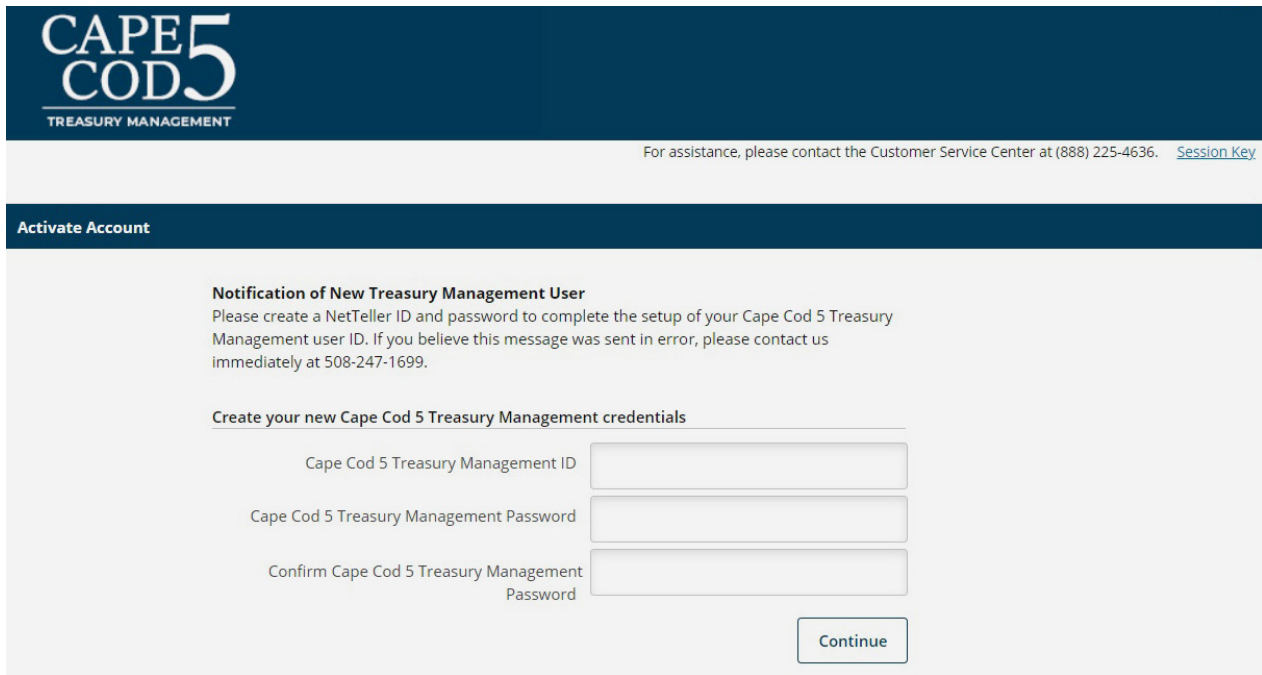 CAPE 5
COD
TREASURY MANAGEMENT
For assistance, please contact the Customer Service Center at (888) 225-4636. Session Key
Activate Account
Notification of New Treasury Management User
Please create a NetTeller ID and password to complete the setup of your Cape Cod 5 Treasury
Management user ID. If you believe this message was sent in error, please contact us
immediately at 508-247-1699.
Create your new Cape Cod 5 Treasury Management credentials
Cape Cod 5 Treasury Management ID
Cape Cod 5 Treasury Management Password
Confirm Cape Cod 5 Treasury Management
Password
Continue